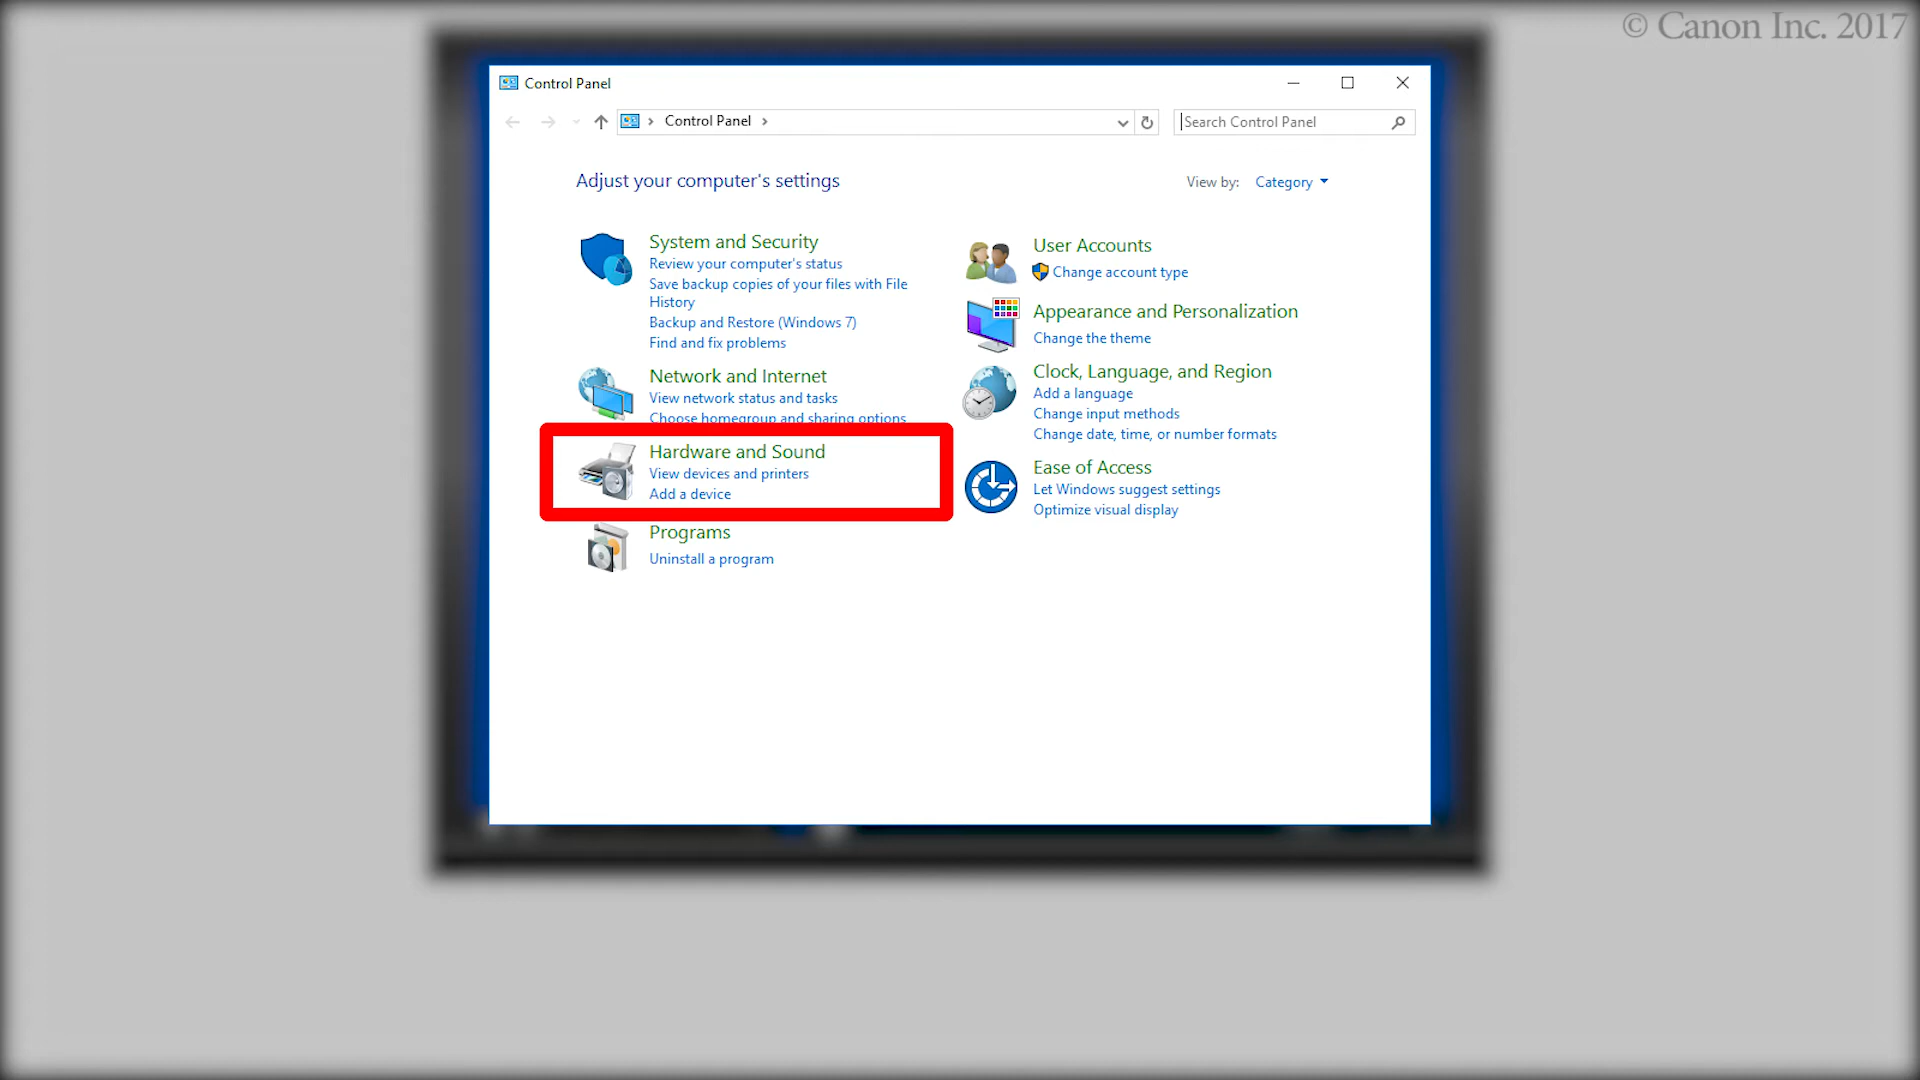 © Canon Inc. 2017
Control Panel
Control Panel
Search Control Panel
Adjust your computer's settings
View by: Category
System and Security
Review your computer's status
Save backup copies of your files with File
History
Backup and Restore (Windows 7)
Find and fix problems
Network and Internet
View network status and tasks
Choose homegroup and sharing options
Hardware and Sound
View devices and printers
Add a device
Programs
Uninstall a program
User Accounts
Change account type
Appearance and Personalization
Change the theme
Clock, Language, and Region
Add a language
Change input methods
Change date, time, or number formats
Ease of Access
Let Windows suggest settings
Optimize visual display